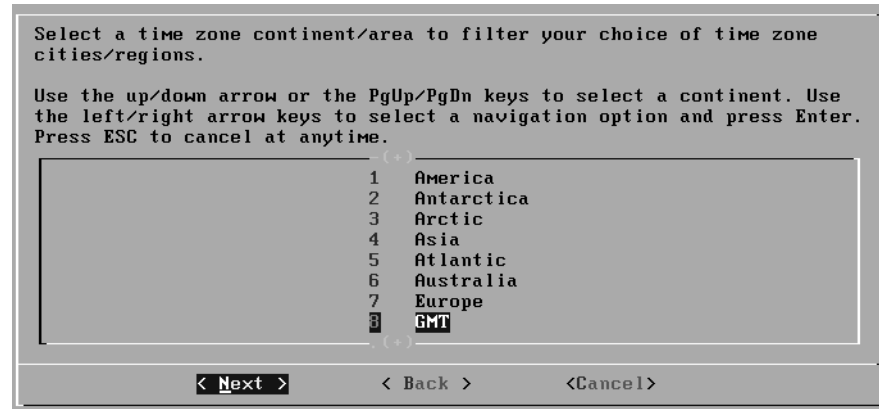 Select a time zone continent/area to filter your choice of time zone
cities/regions.
Use the up/down arrow or the PgUp/PgDn keys to select a continent. Use
the left/right arrow keys to select a navigation option and press Enter.
Press ESC to cancel at anytime.
-(+)
1 America
2 Antarctica
3 Arctic
4 Asia
5 Atlantic
6 Australia
7 Europe
8 GMT
.(+)
< Next > < Back > <Cancel>